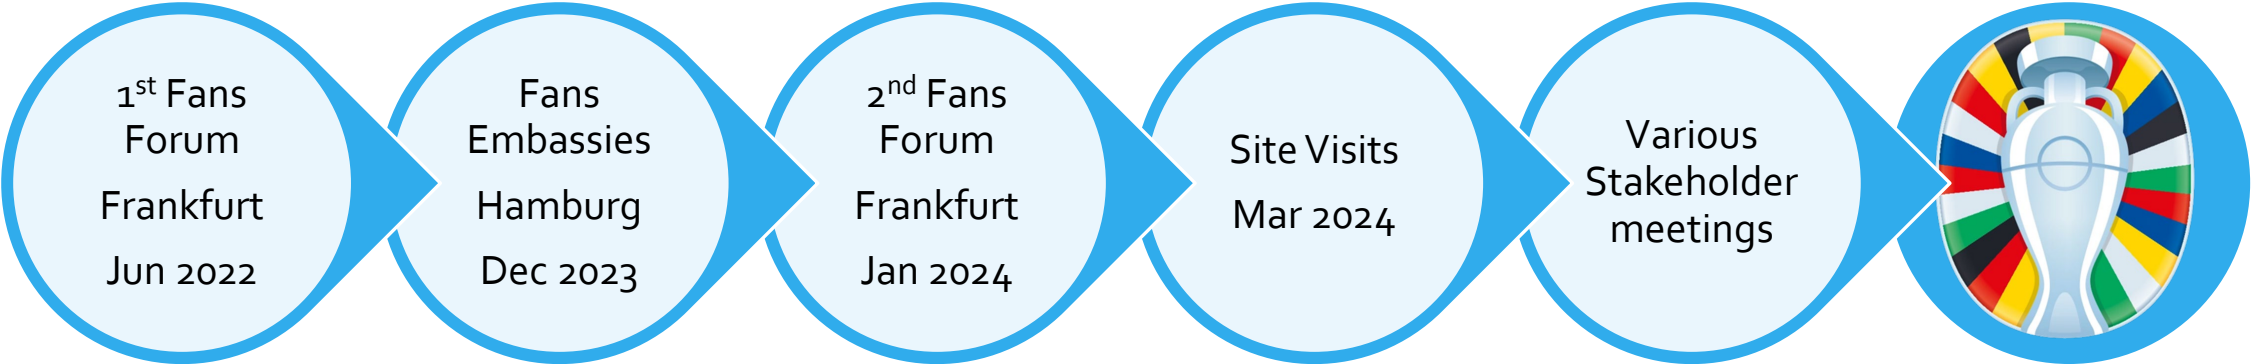 1st Fans
Forum
Frankfurt
Jun 2022
Fans
Embassies
Hamburg
Dec 2023
2nd Fans
Forum
Frankfurt
Jan 2024
Site Visits
Mar 2024
Various
Stakeholder
meetings